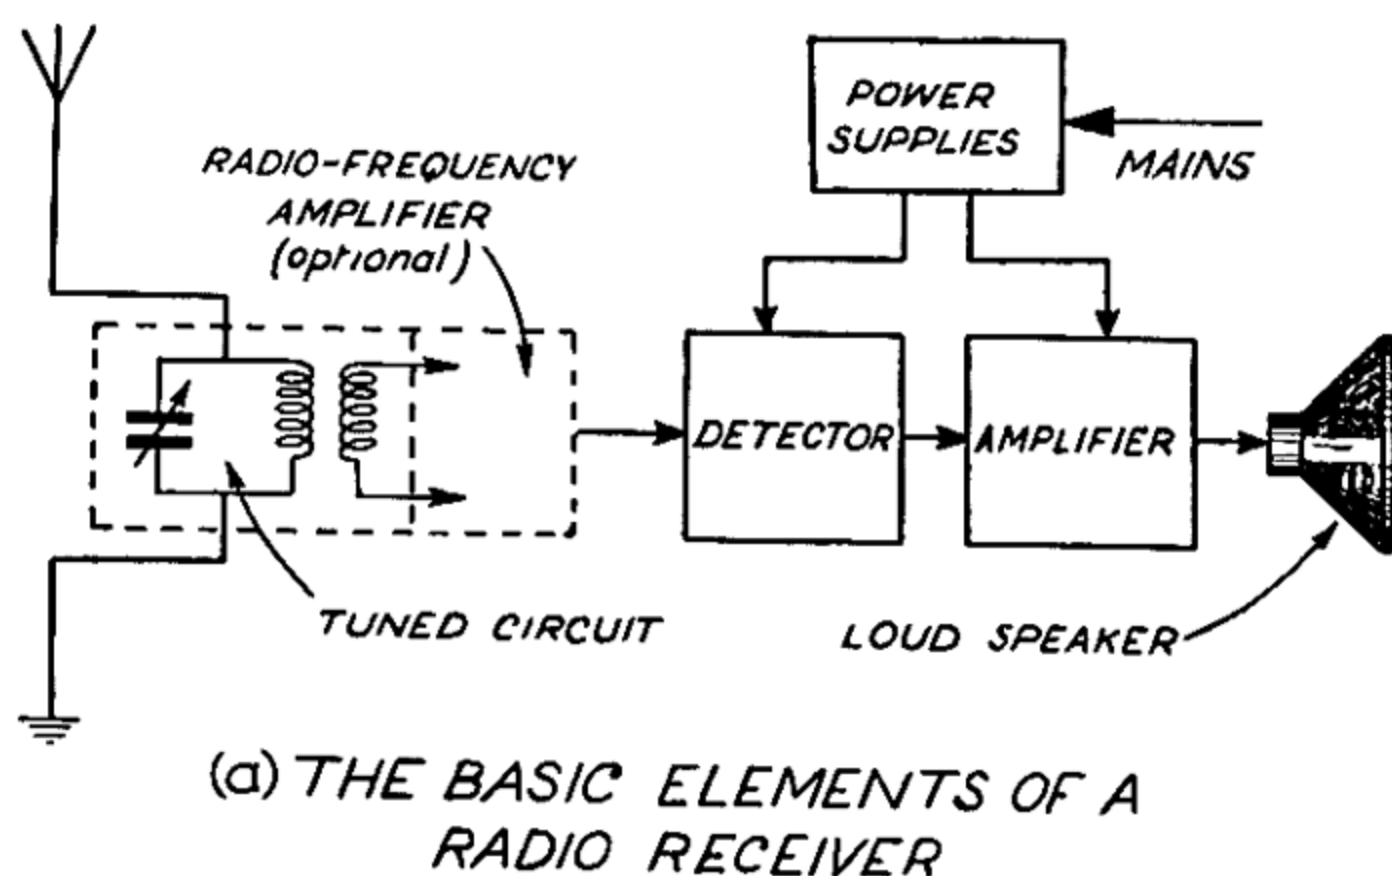 POWER
SUPPLIES
MAINS
RADIO-FREQUENCY
AMPLIFIER
(optional)
DETECTOR
AMPLIFIER
TUNED CIRCUIT
LOUD SPEAKER
(a) THE BASIC ELEMENTS OF A
RADIO RECEIVER